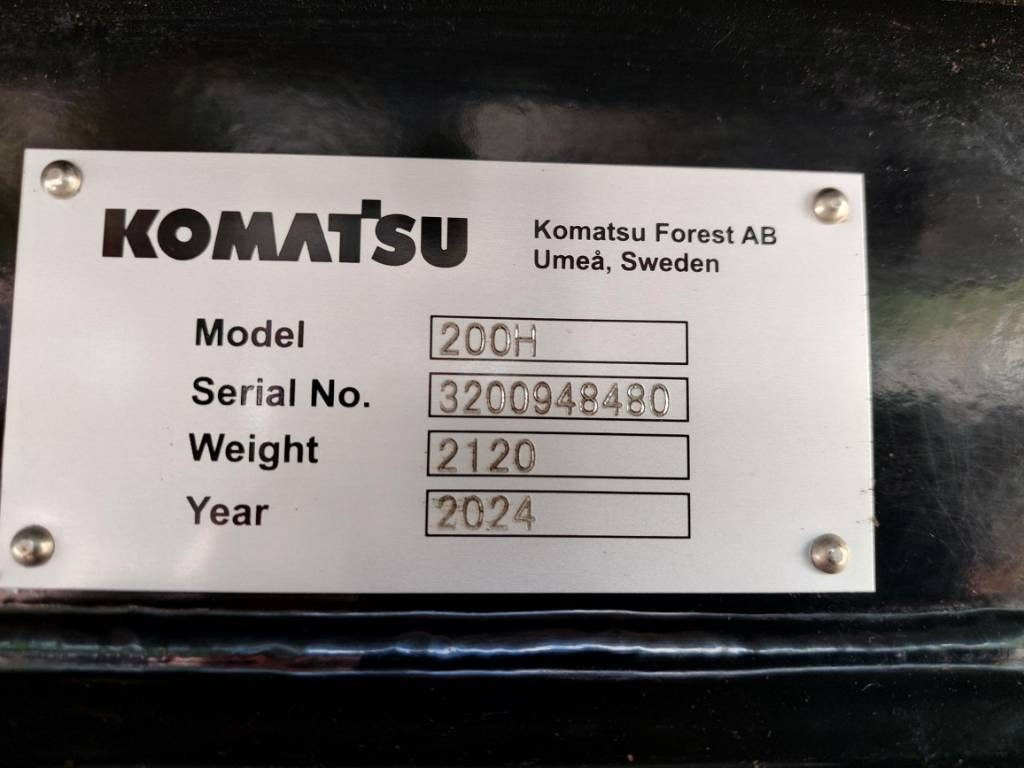 KOMATSU
Komatsu Forest AB
Umeå, Sweden
Model 200H
Serial No. 3200948480
Weight 2120
Year 2024